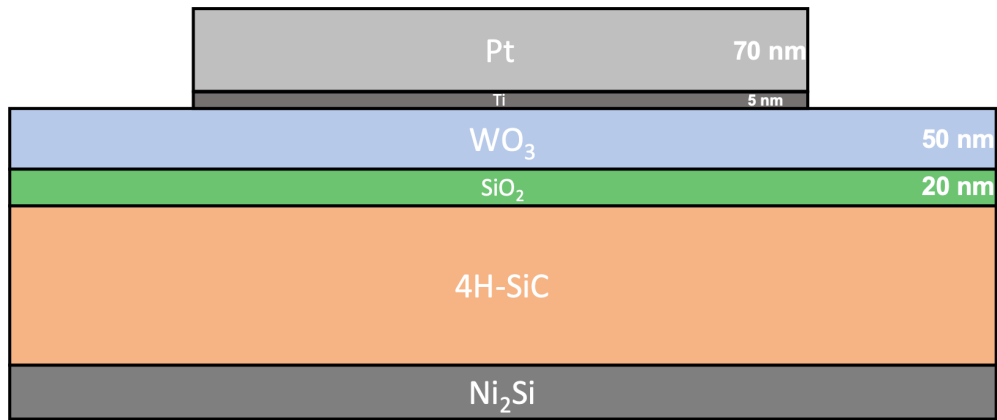 Pt 70 nm
Ti 5 nm
WO₃ 50 nm
SiO₂ 20 nm
4H-SiC
Ni₂Si